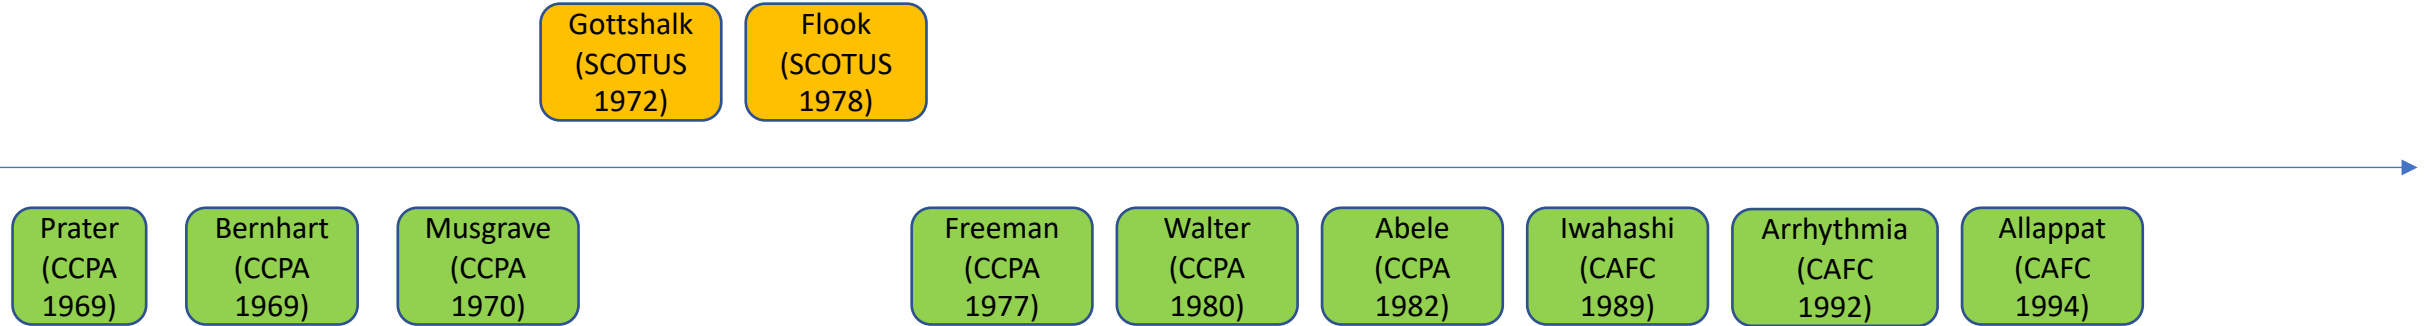 Gottshalk
(SCOTUS
1972)
Flook
(SCOTUS
1978)
Prater
(CCPA
1969)
Bernhart
(CCPA
1969)
Musgrave
(CCPA
1970)
Freeman
(CCPA
1977)
Walter
(CCPA
1980)
Abele
(CCPA
1982)
Iwahashi
(CAFC
1989)
Arrhythmia
(CAFC
1992)
Allappat
(CAFC
1994)